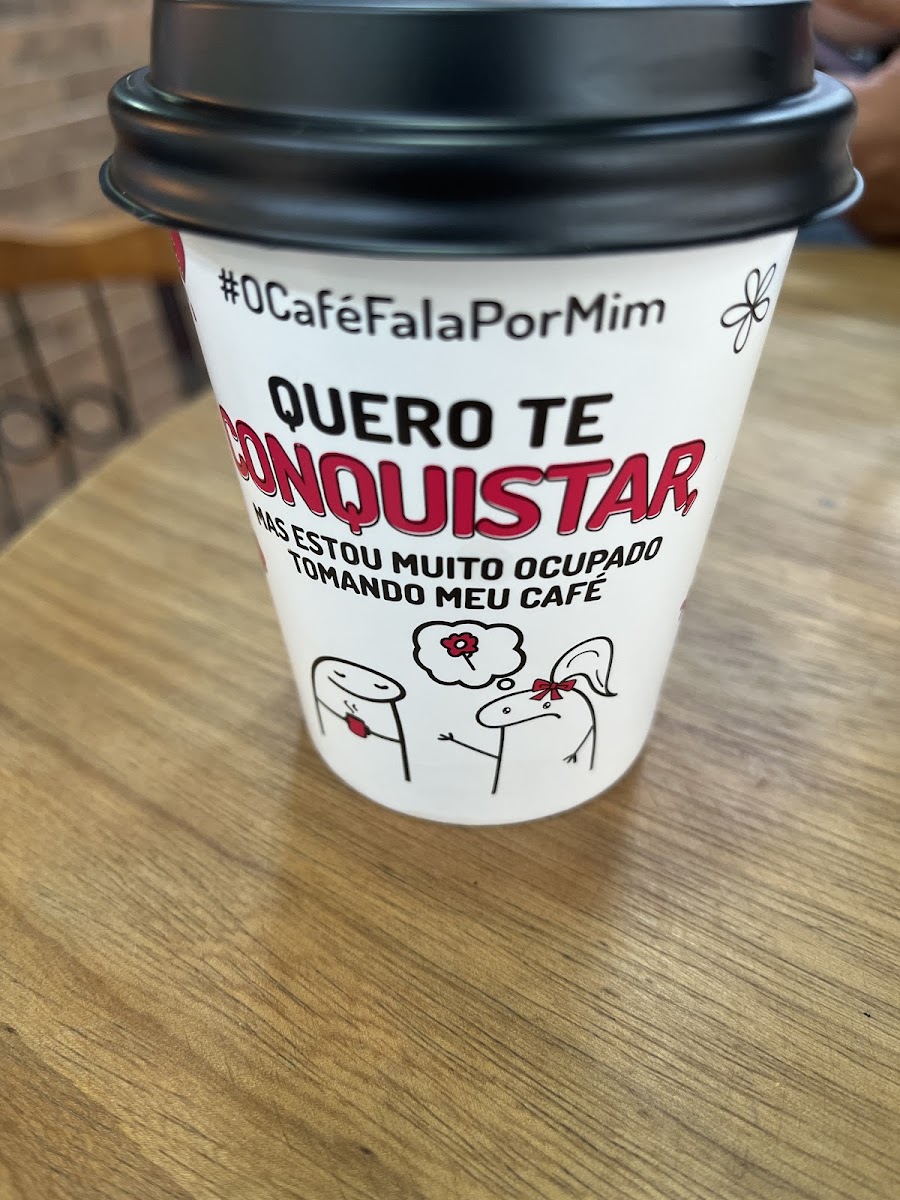 #OCaféFalaPorMim
QUERO TE
CONQUISTAR,
MAS ESTOU MUITO OCUPADO
TOMANDO MEU CAFÉ